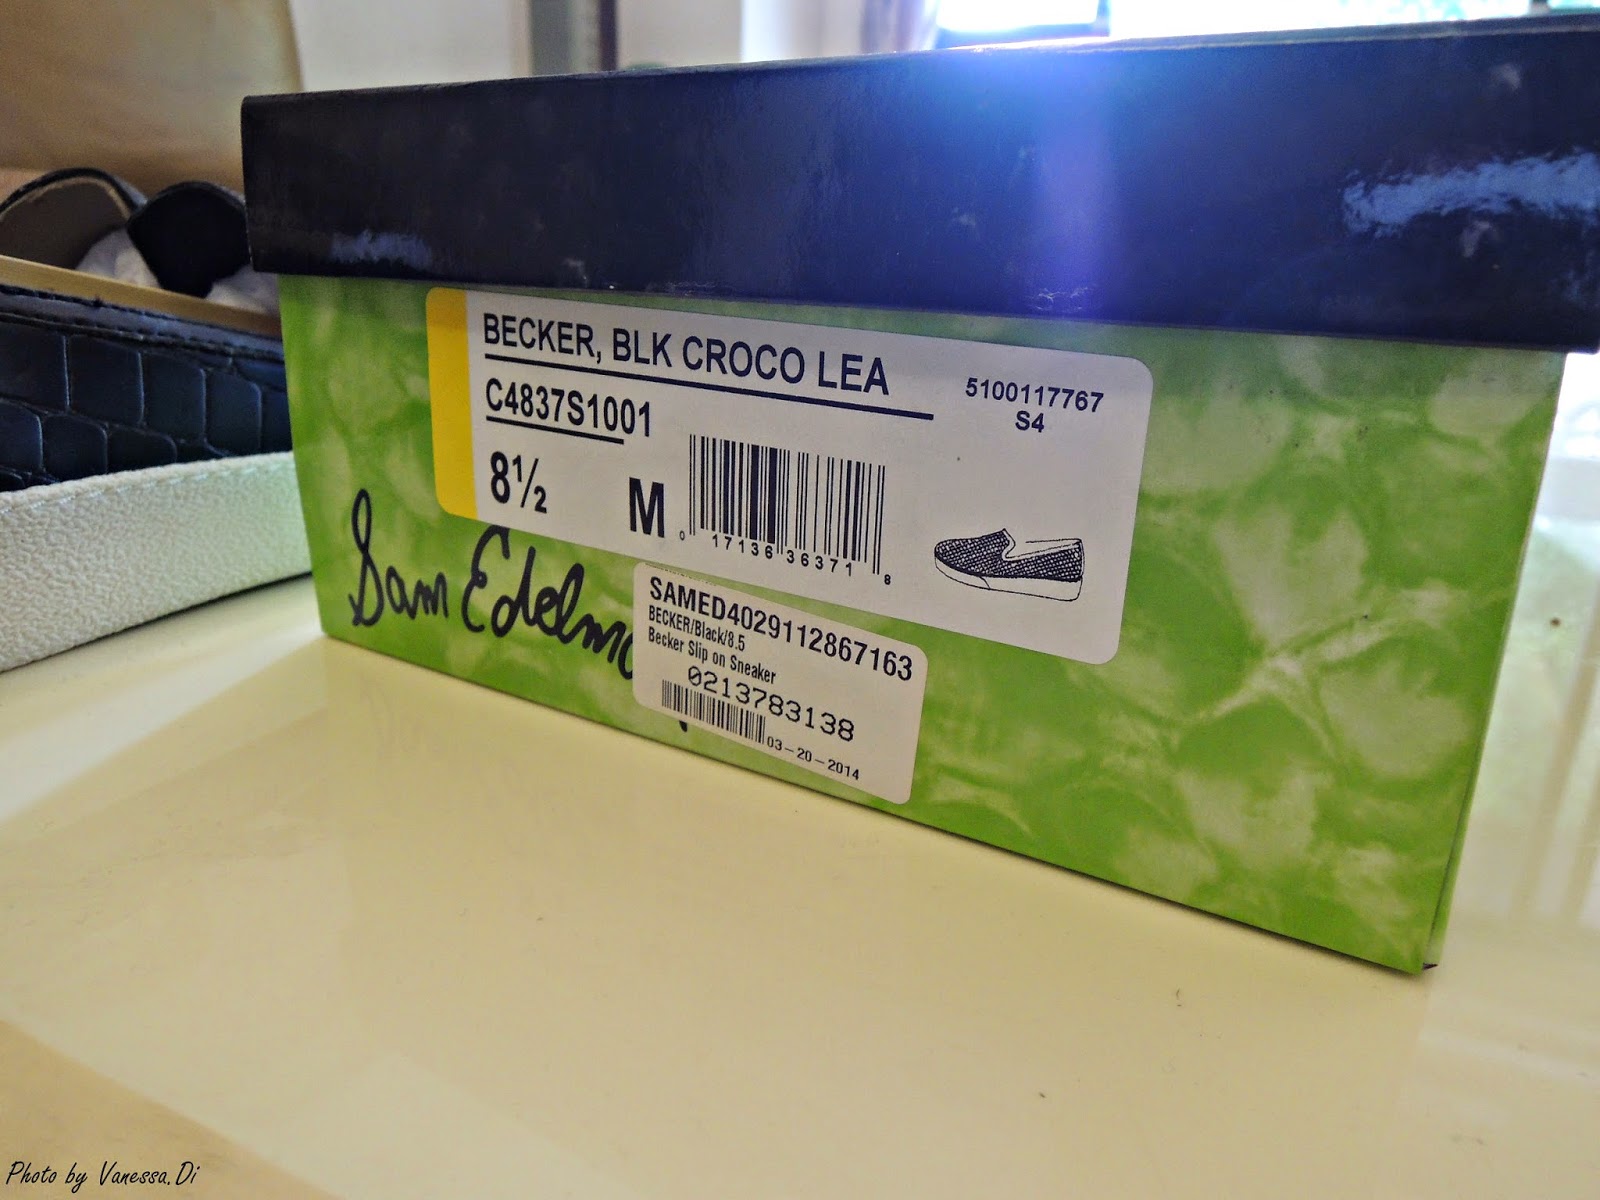 BECKER, BLK CROCO LEA
5100117767
S4
C4837S1001
8½
M
0 17136 36371 8
Sam Edelm
SAMED4029112867163
BECKER/Black/8.5
Becker Slip on Sneaker
0213783138
03-20-2014
Photo by Vanessa.Di